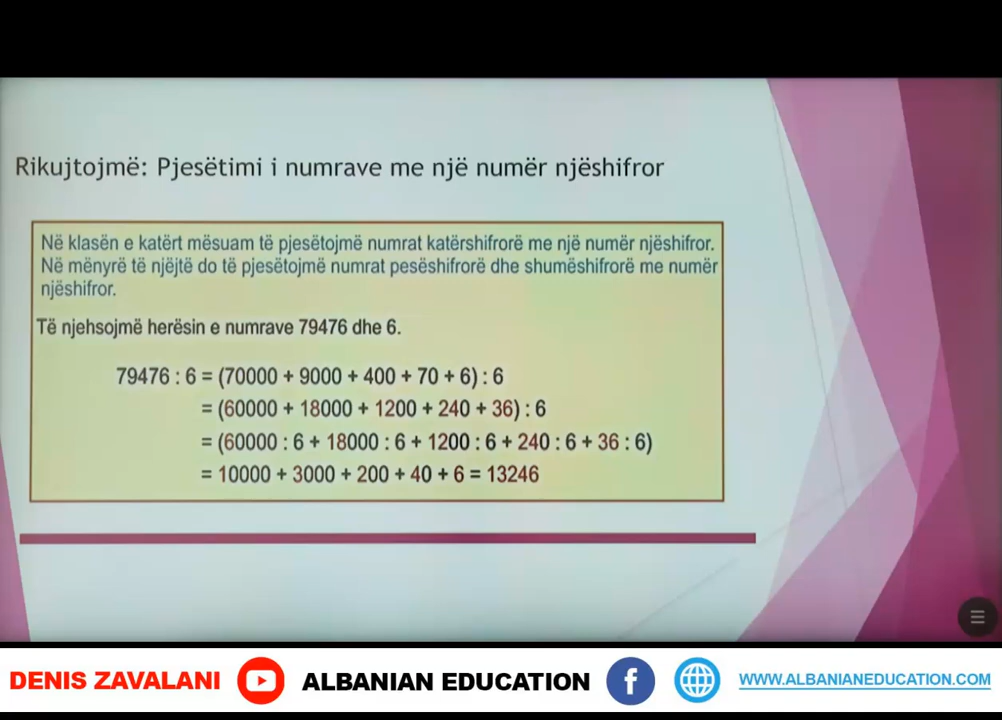 Rikujtojmë: Pjesëtimi i numrave me një numër njëshifror
Në klasën e katërt mësuam të pjesëtojmë numrat katërshifrorë me një numër njëshifror.
Në mënyrë të njëjtë do të pjesëtojmë numrat pesëshifrorë dhe shumëshifrorë me numër
njëshifror.
Të njehsojmë herësin e numrave 79476 dhe 6.
79476 : 6 = (70000 + 9000 + 400 + 70 + 6) : 6
= (60000 + 18000 + 1200 + 240 + 36) : 6
= (60000 : 6 + 18000 : 6 + 1200 : 6 + 240 : 6 + 36 : 6)
= 10000 + 3000 + 200 + 40 + 6 = 13246
DENIS ZAVALANI ALBANIAN EDUCATION f WWW.ALBANIANEDUCATION.COM